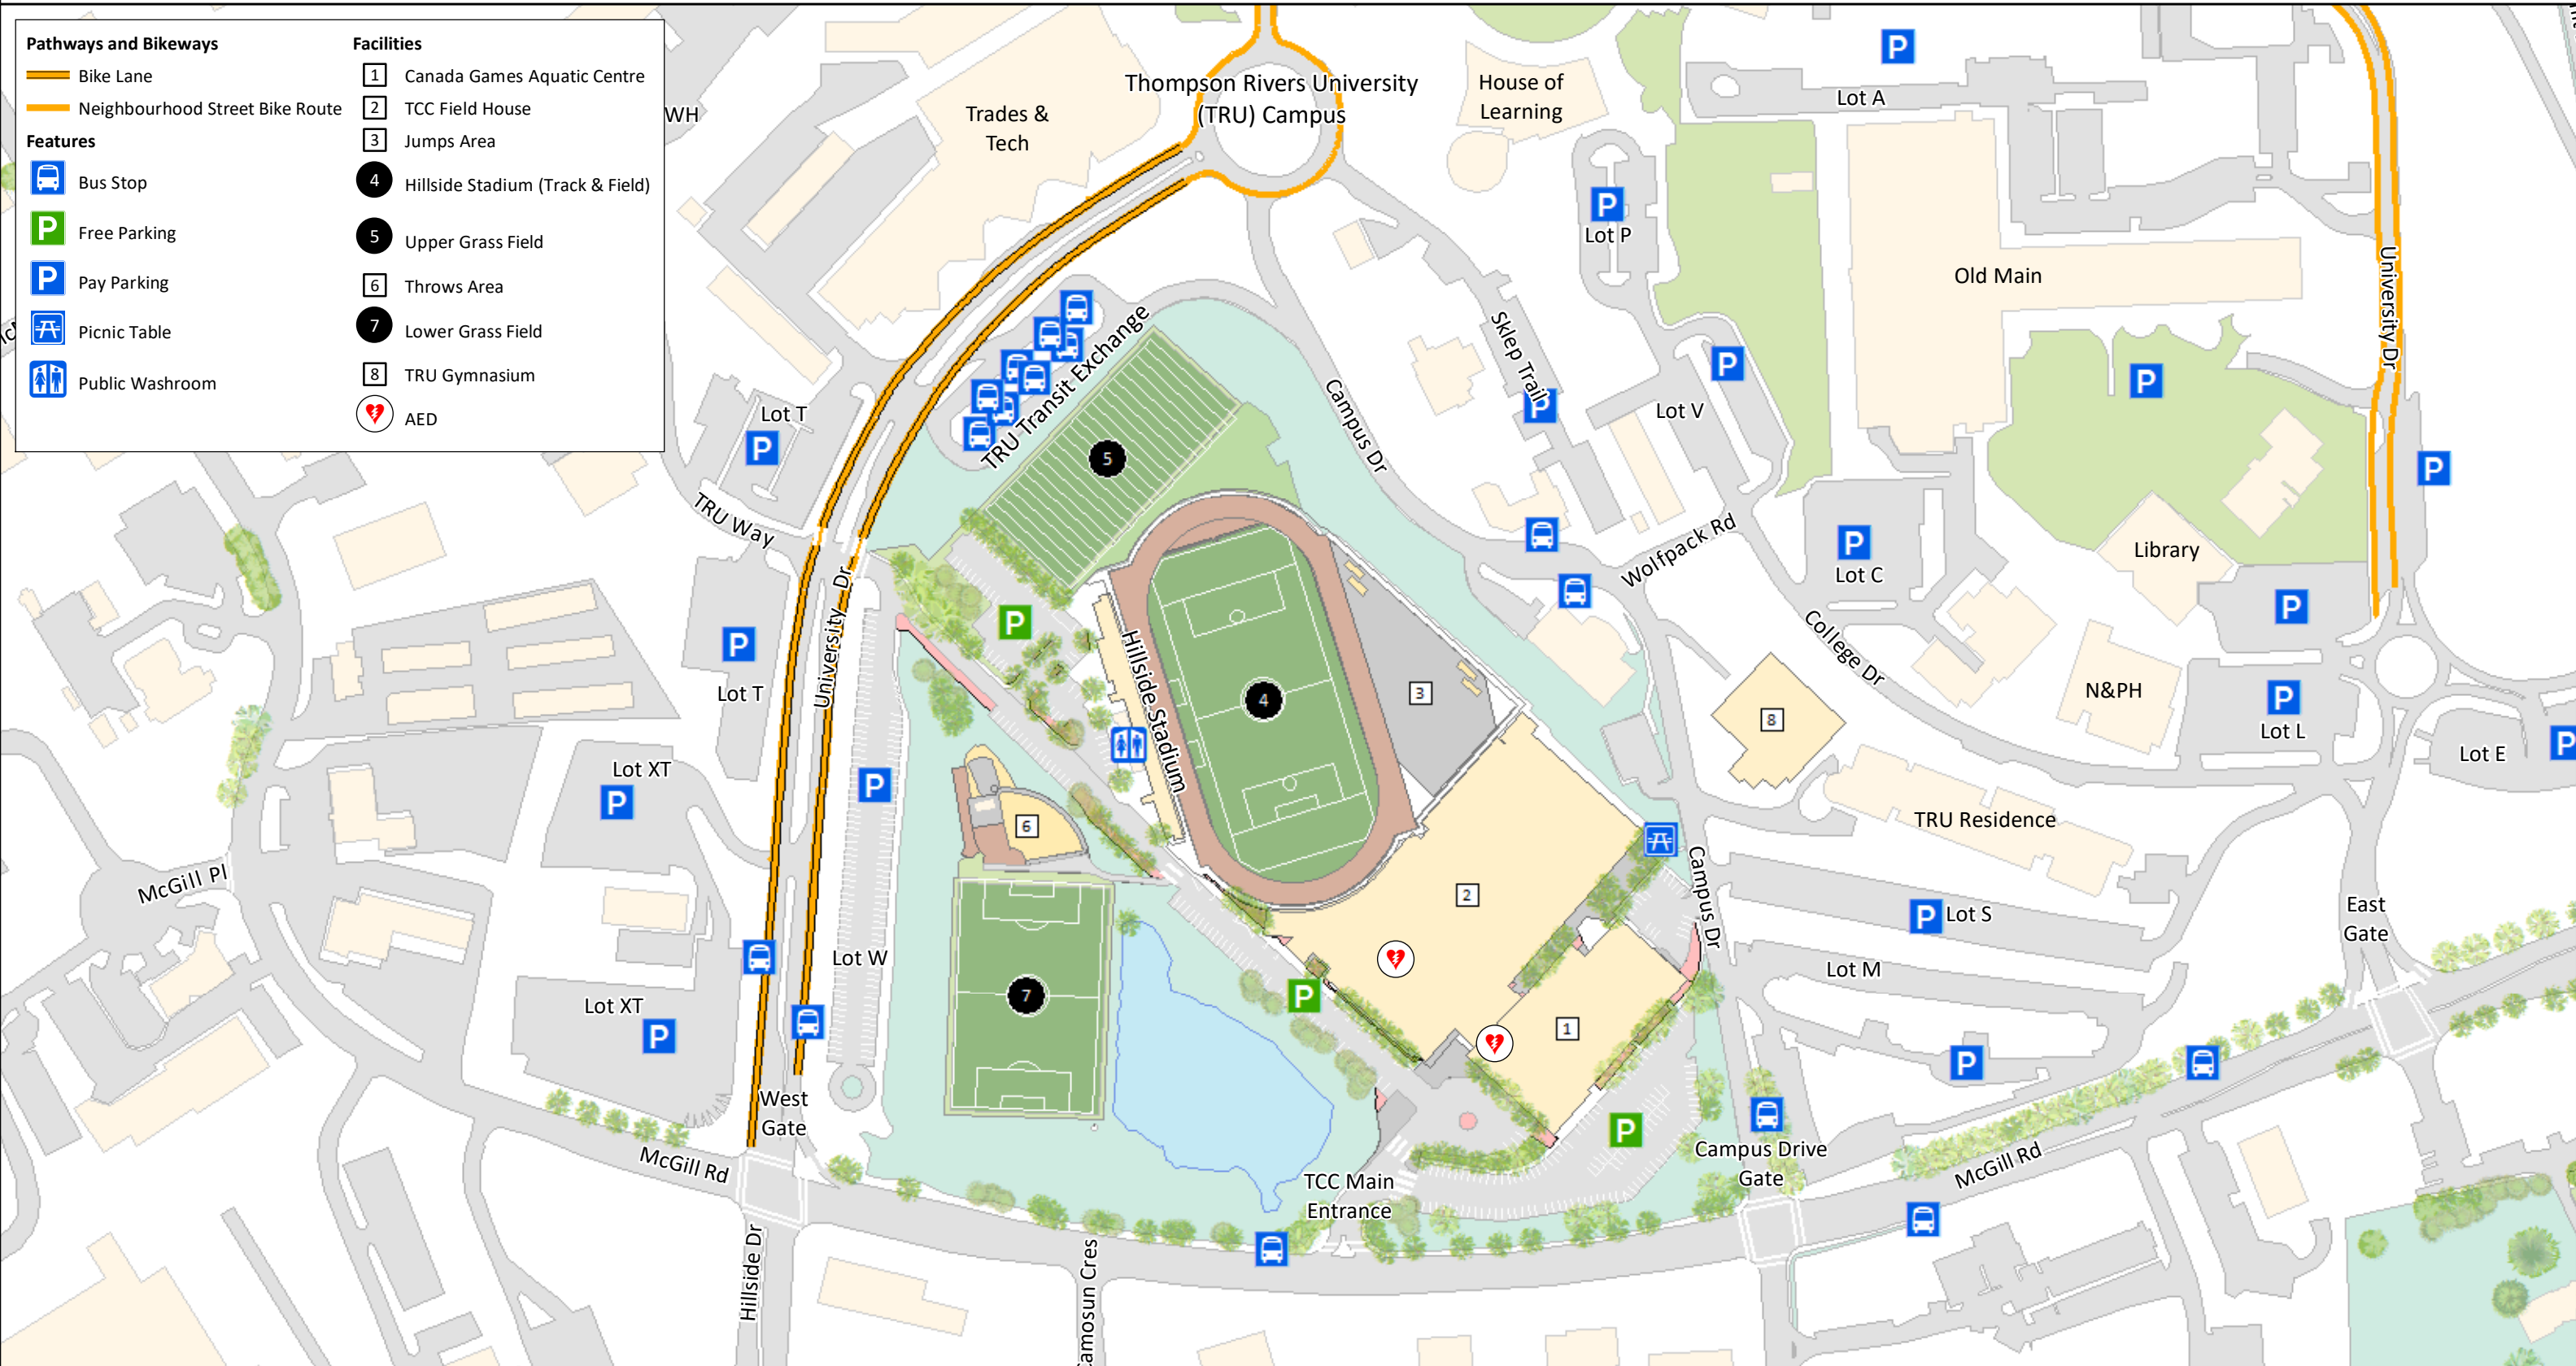 Pathways and Bikeways
Bike Lane
Neighbourhood Street Bike Route
Features
Bus Stop
P Free Parking
P Pay Parking
Picnic Table
Public Washroom
Facilities
1 Canada Games Aquatic Centre
2 TCC Field House
3 Jumps Area
4 Hillside Stadium (Track & Field)
5 Upper Grass Field
6 Throws Area
7 Lower Grass Field
8 TRU Gymnasium
AED
WH
Trades &
Tech
Thompson Rivers University
(TRU) Campus
House of
Learning
P
Lot A
P
Lot P
Old Main
University Dr
P
P
Sklep Trail
P
Lot V
Campus Dr
TRU Transit Exchange
Lot T
P
5
P
TRU Way
Wolfpack Rd
P
Lot C
Library
P
College Dr
P
University Dr
P
Lot T
Hillside Stadium
4
3
8
N&PH
P
Lot L
Lot E
P
Lot XT
P
P
6
TRU Residence
McGill Pl
2
Campus Dr
P
Lot S
East
Gate
Lot W
Lot M
7
P
1
Lot XT
P
P
West
Gate
P
Campus Drive
Gate
McGill Rd
McGill Rd
TCC Main
Entrance
Hillside Dr
Camosun Cres